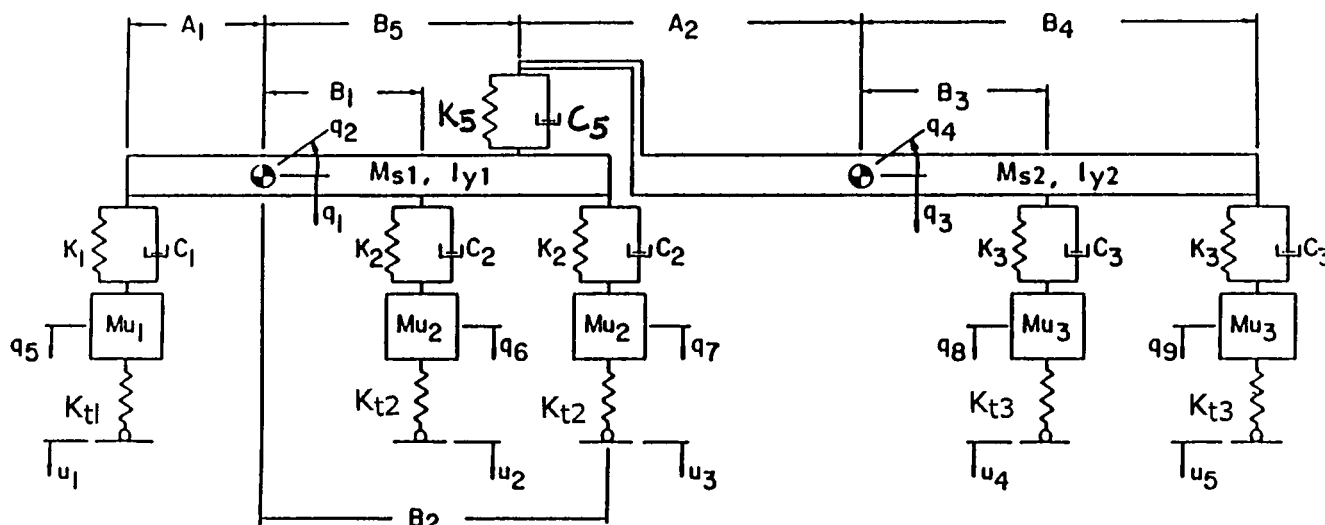 A1 B5 A2 B4
B1 B3
K5 C5
q2 q4
Ms1, Iy1 Ms2, Iy2
q1 q3
K1 C1 K2 C2 K2 C2 K3 C3 K3 C3
Mu1 Mu2 Mu2 Mu3 Mu3
q5 q6 q7 q8 q9
Kt1 Kt2 Kt2 Kt3 Kt3
u1 u2 u3 u4 u5
B2